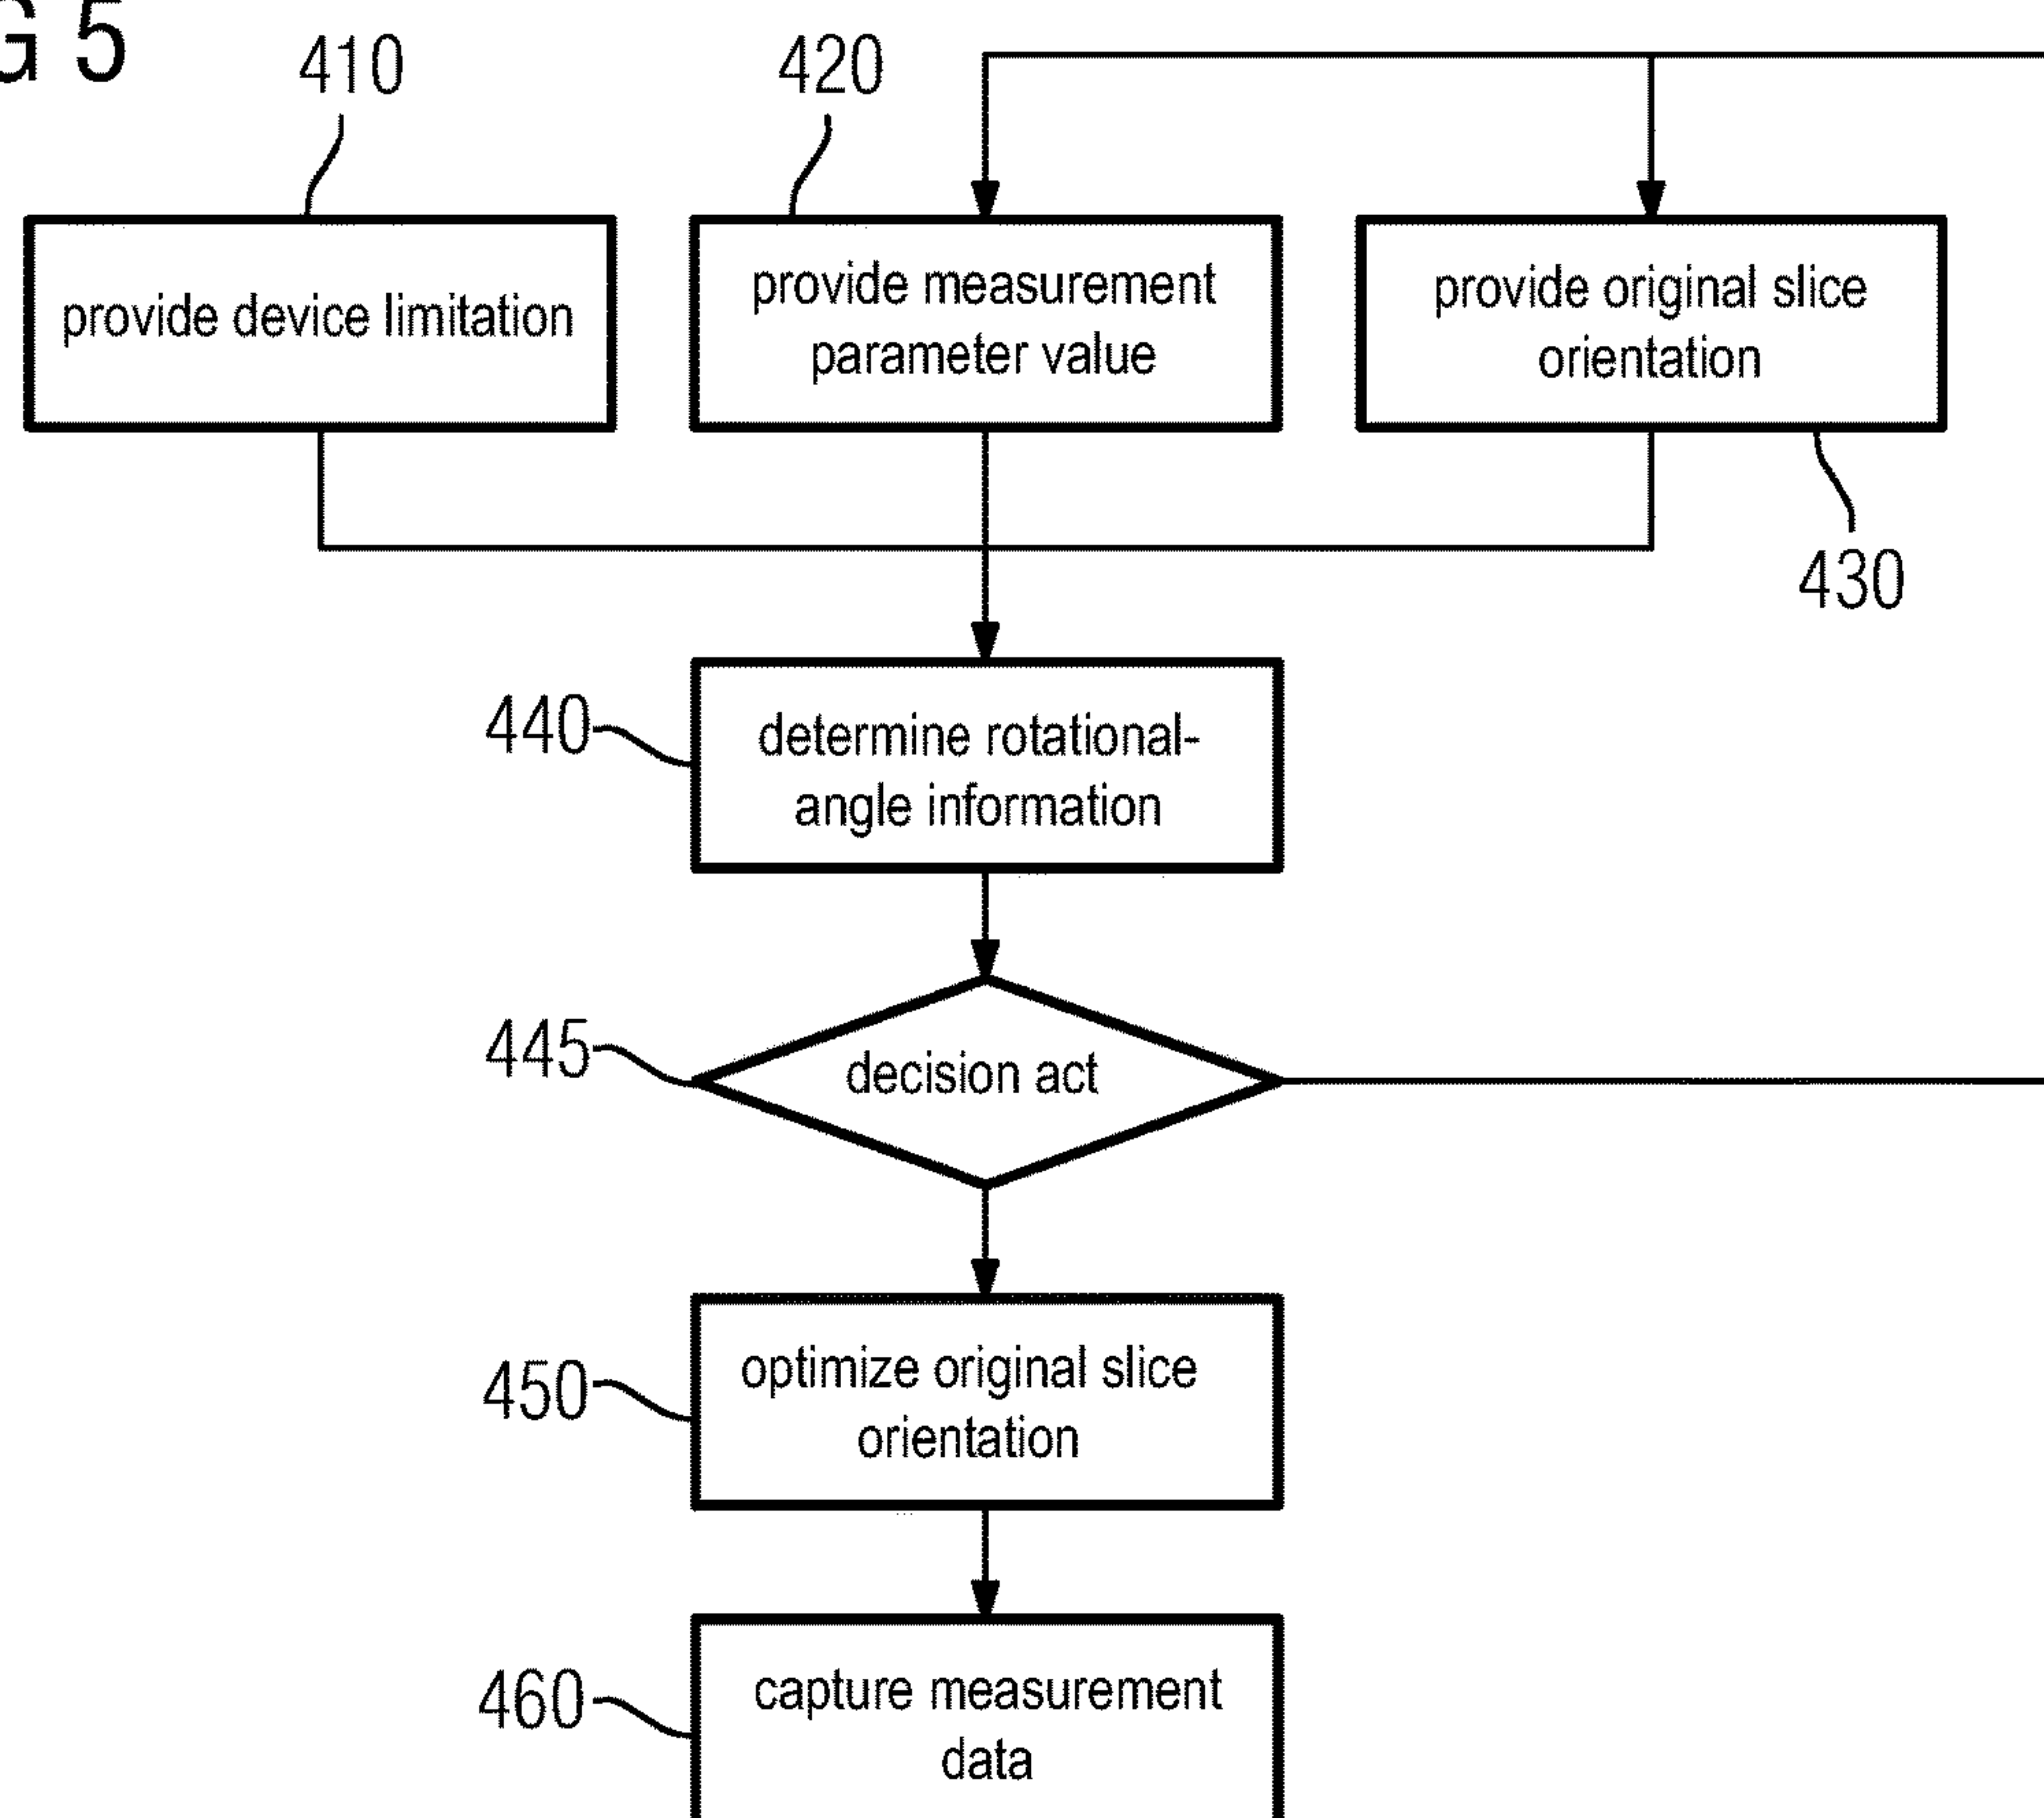 G 5
410
420
provide device limitation
provide measurement
parameter value
provide original slice
orientation
430
440
determine rotational-
angle information
445
decision act
450
optimize original slice
orientation
460
capture measurement
data